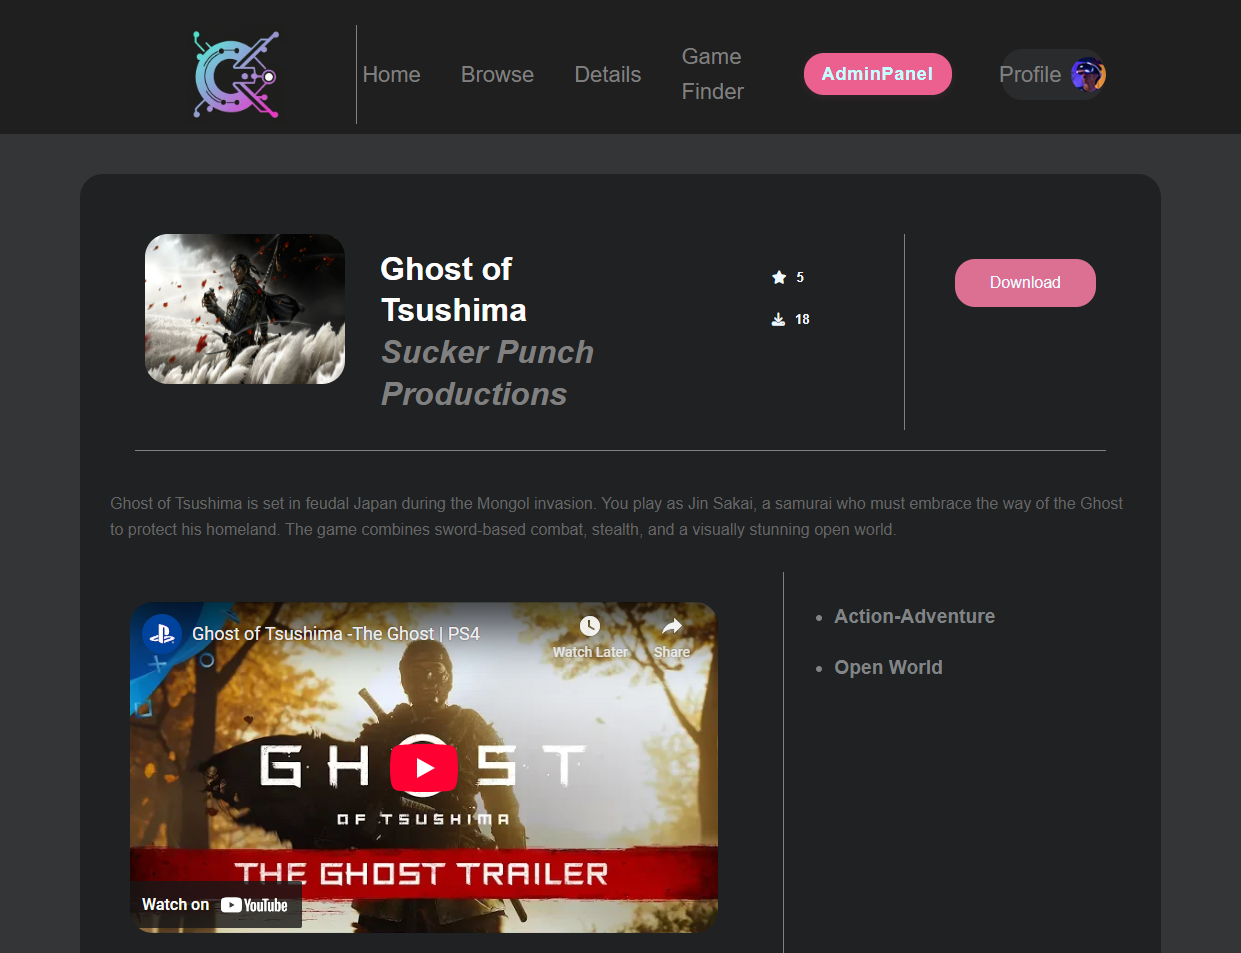 Home
Browse
Details
Game
Finder
AdminPanel
Profile
Ghost of
Tsushima
Sucker Punch
Productions
5
18
Download
Ghost of Tsushima is set in feudal Japan during the Mongol invasion. You play as Jin Sakai, a samurai who must embrace the way of the Ghost
to protect his homeland. The game combines sword-based combat, stealth, and a visually stunning open world.
Ghost of Tsushima -The Ghost | PS4
Watch Later
Share
GHOST
OF TSUSHIMA
THE GHOST TRAILER
Watch on YouTube
Action-Adventure
Open World